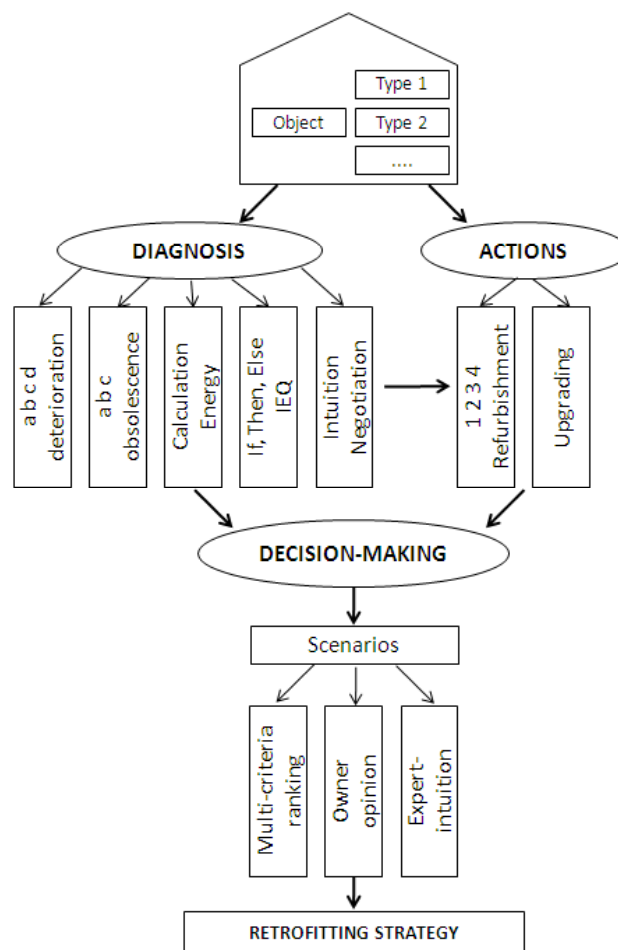 Type 1
Object
Type 2
....
DIAGNOSIS
ACTIONS
a b c d
deterioration
a b c
obsolescence
Calculation
Energy
If, Then, Else
IEQ
Intuition
Negotiation
1 2 3 4
Refurbishment
Upgrading
DECISION-MAKING
Scenarios
Multi-criteria
ranking
Owner
opinion
Expert-
intuition
RETROFITTING STRATEGY